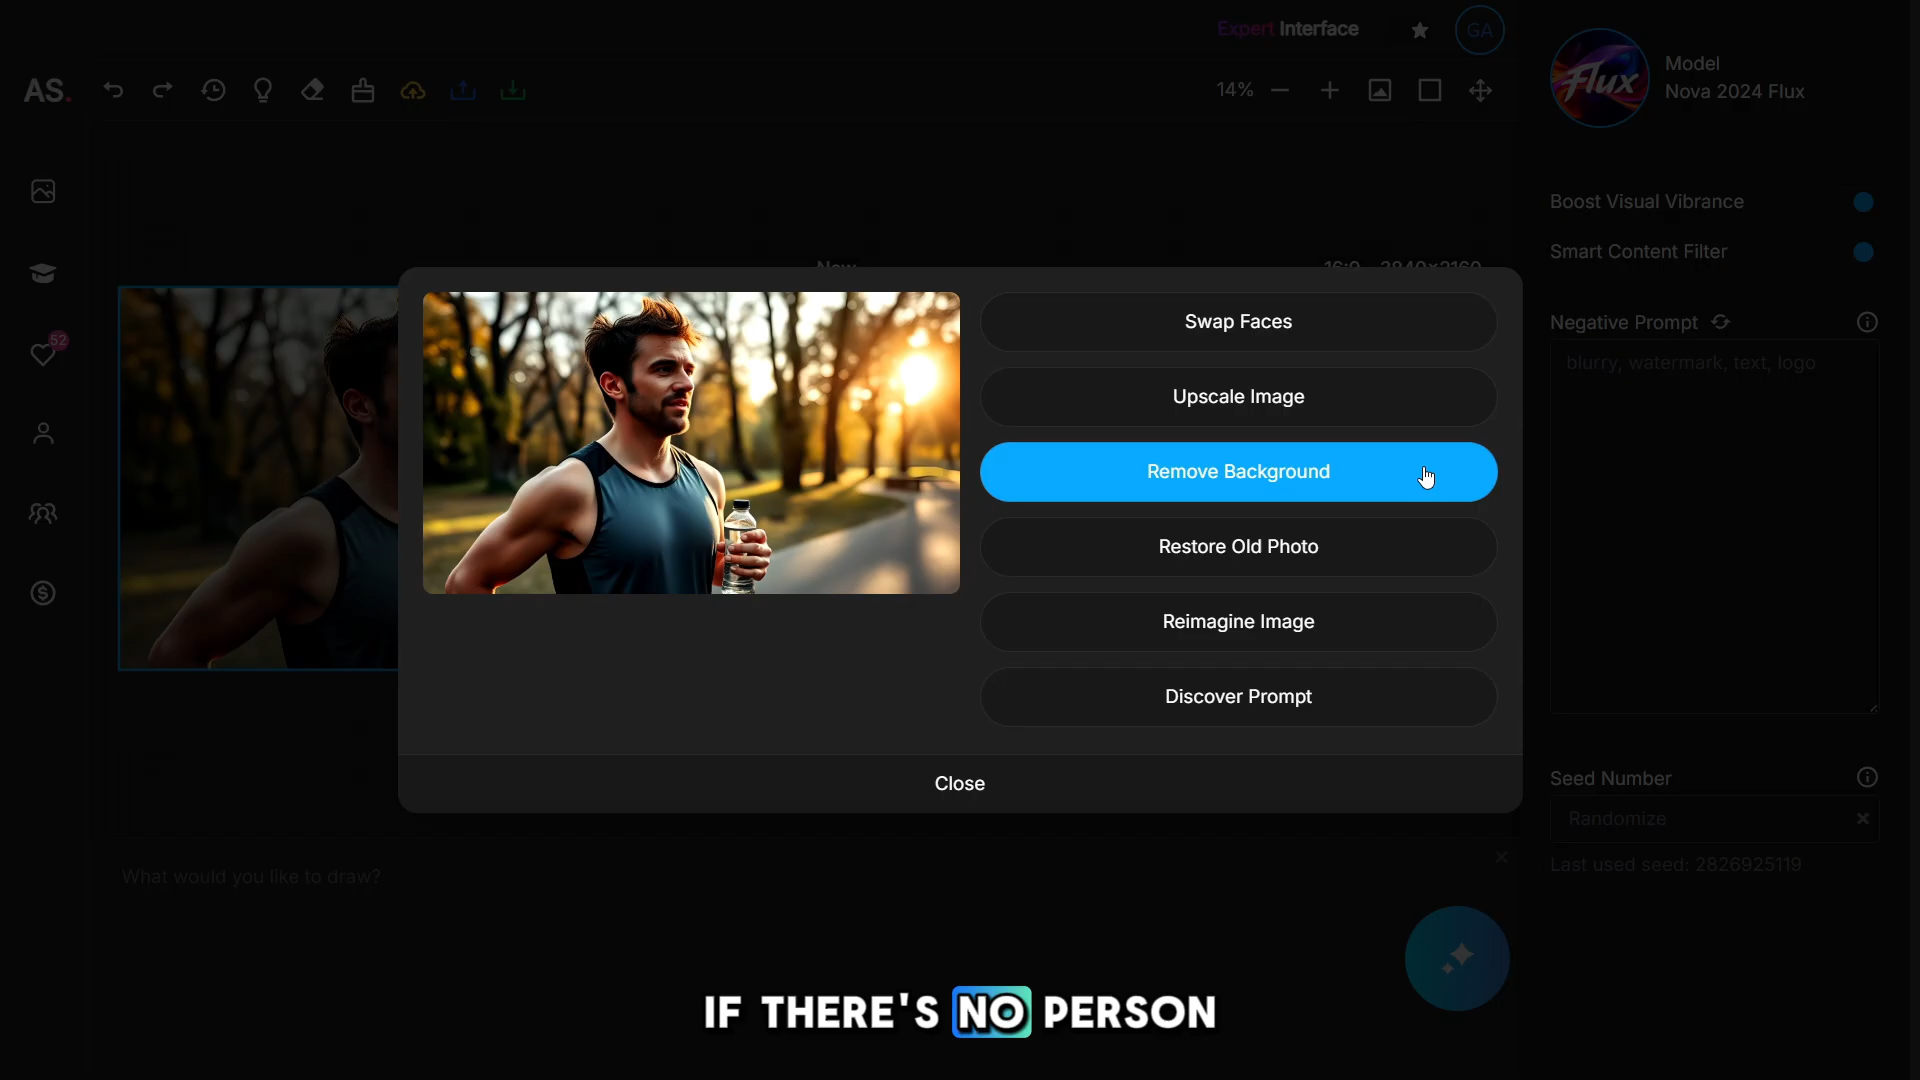 Expert Interface
GA
AS.
14%
Flux
Model
Nova 2024 Flux
Boost Visual Vibrance
Smart Content Filter
52
Swap Faces
Upscale Image
Remove Background
Restore Old Photo
Reimagine Image
Discover Prompt
Close
Negative Prompt
blurry, watermark, text, logo
Seed Number
Randomize
Last used seed: 2826925119
What would you like to draw?
IF THERE'S NO PERSON